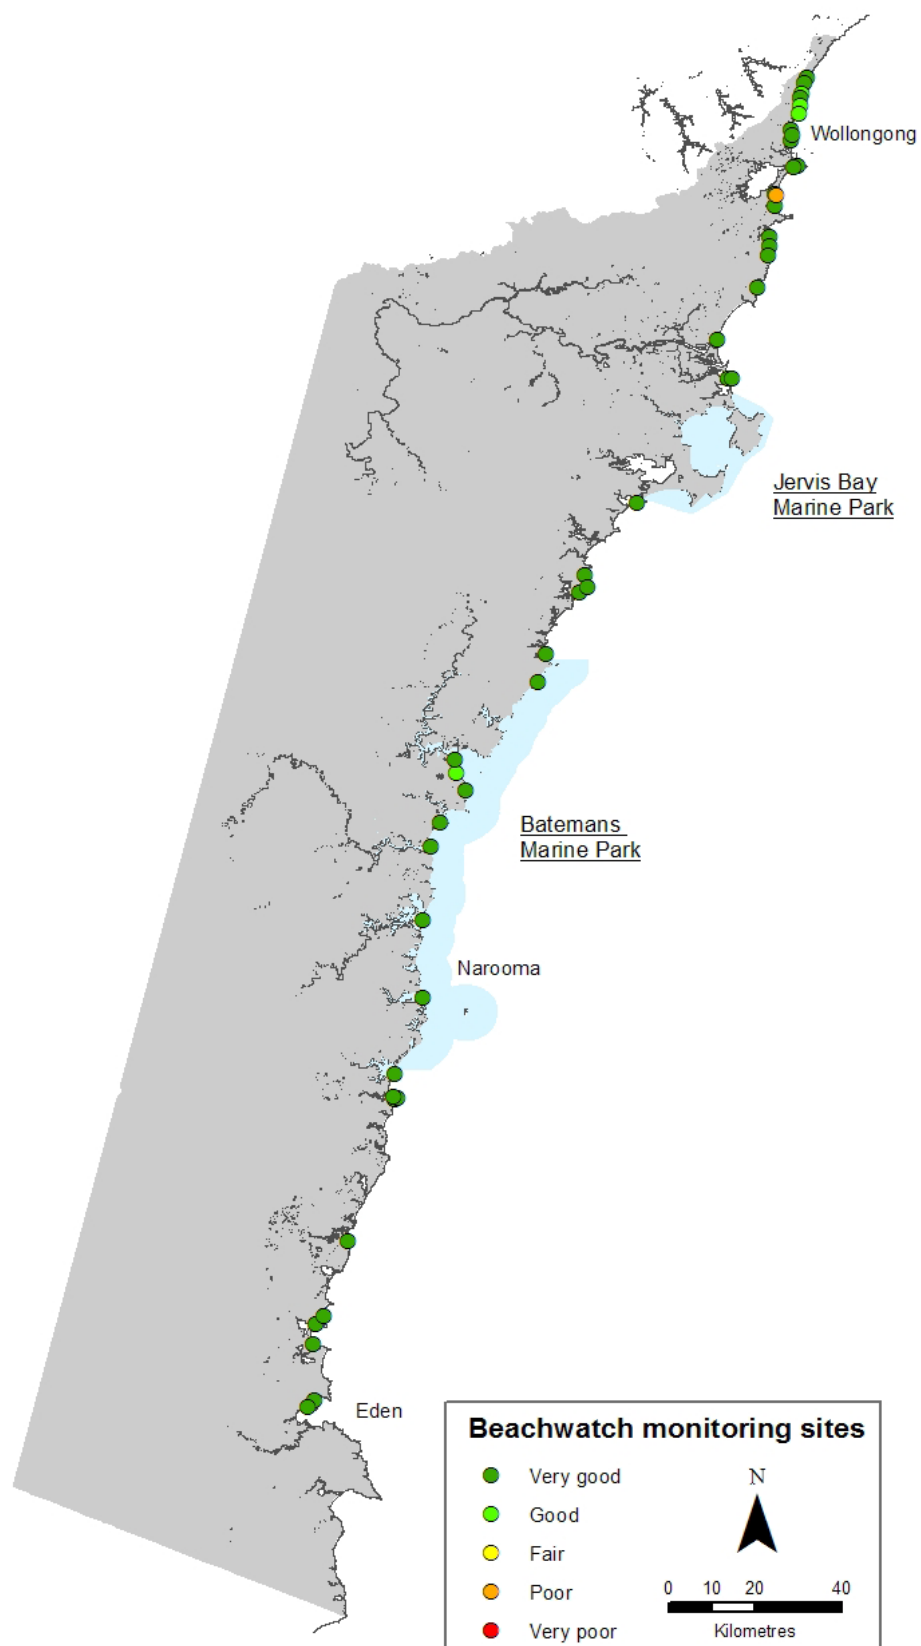 Wollongong
Jervis Bay
Marine Park
Batemans
Marine Park
Narooma
Eden
Beachwatch monitoring sites
Very good
Good
Fair
Poor
Very poor
N
0 10 20 40
Kilometres